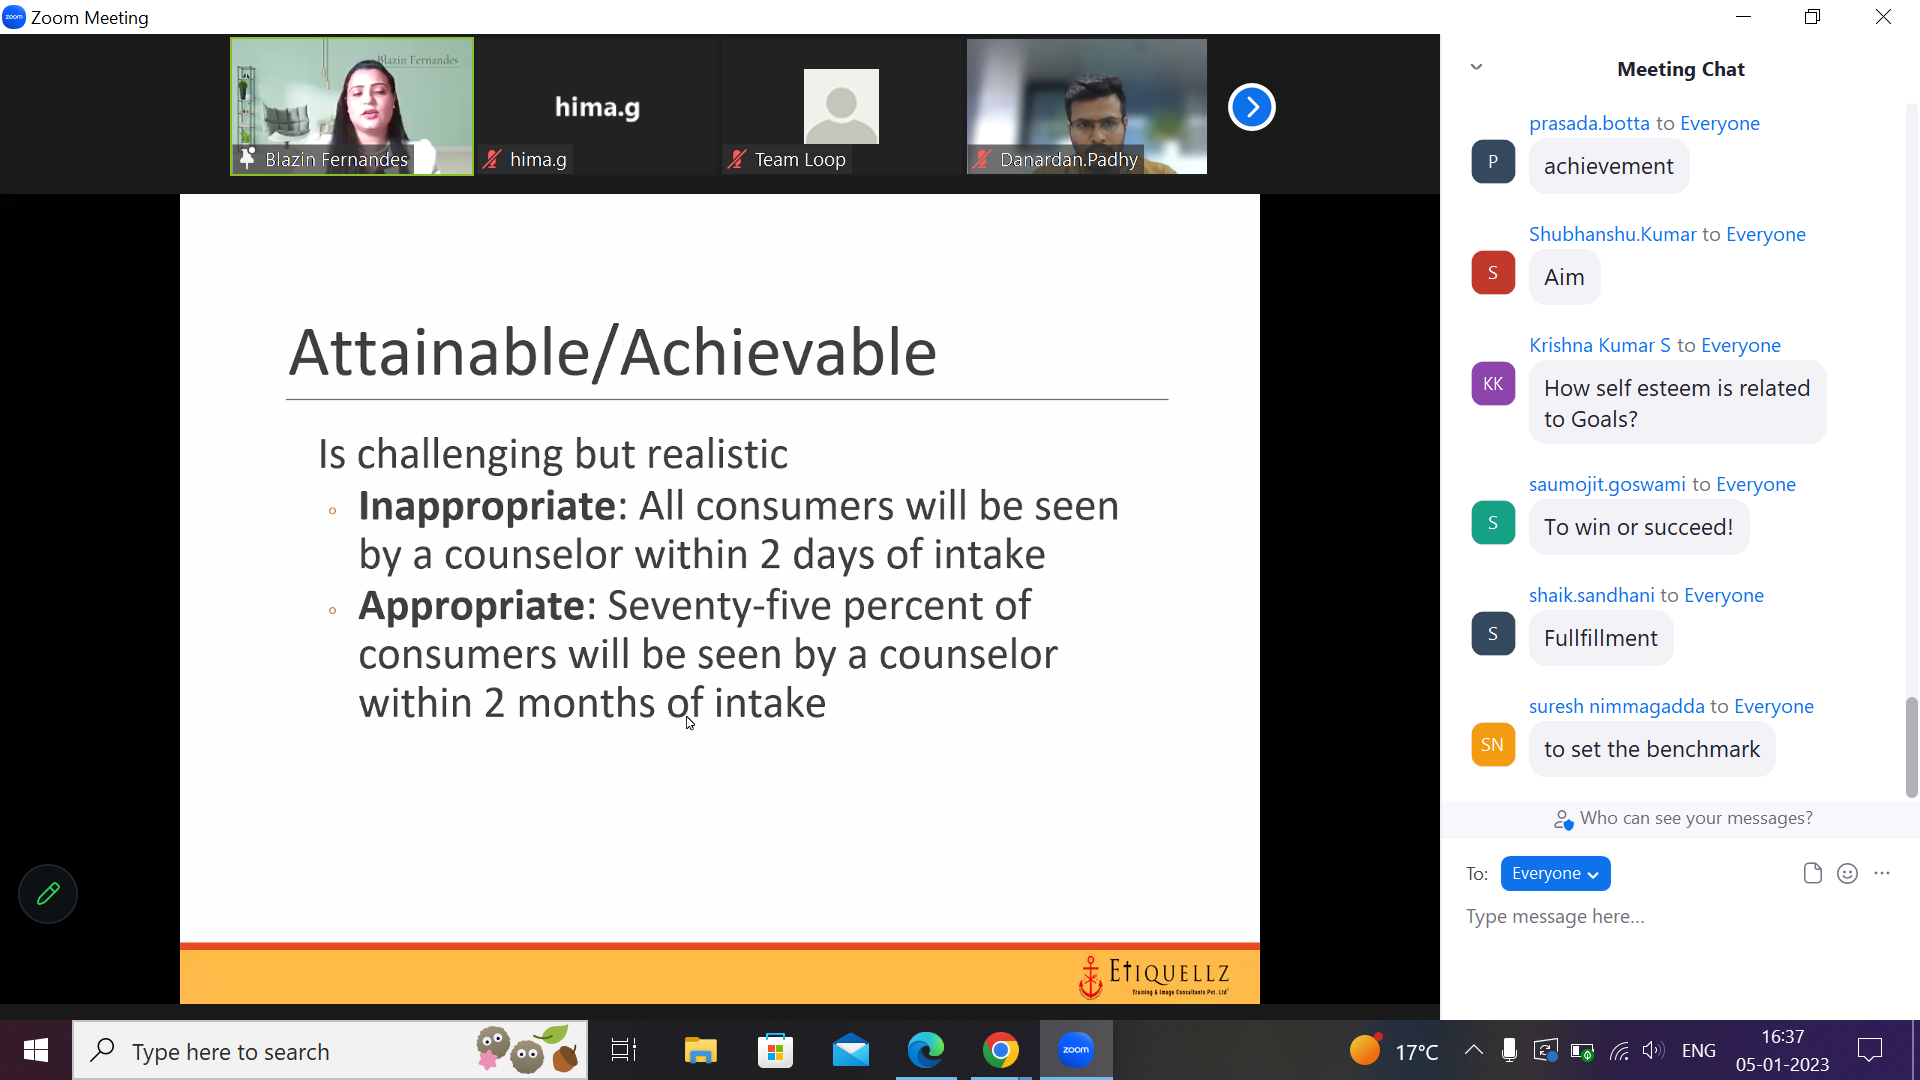 zoom Zoom Meeting
Blazin Fernandes
Blazin Fernandes
hima.g
hima.g
Team Loop
Danardan.Padhy
Attainable/Achievable
Is challenging but realistic
Inappropriate: All consumers will be seen
by a counselor within 2 days of intake
Appropriate: Seventy-five percent of
consumers will be seen by a counselor
within 2 months of intake
ETIQUELLZ
Training & Image Consultants Pvt. Ltd
Meeting Chat
prasada.botta to Everyone
P
achievement
Shubhanshu.Kumar to Everyone
S
Aim
Krishna Kumar S to Everyone
KK
How self esteem is related
to Goals?
saumojit.goswami to Everyone
S
To win or succeed!
shaik.sandhani to Everyone
S
Fullfillment
suresh nimmagadda to Everyone
SN
to set the benchmark
Who can see your messages?
To: Everyone
Type message here...
Type here to search
zoom
17°C
ENG
16:37
05-01-2023